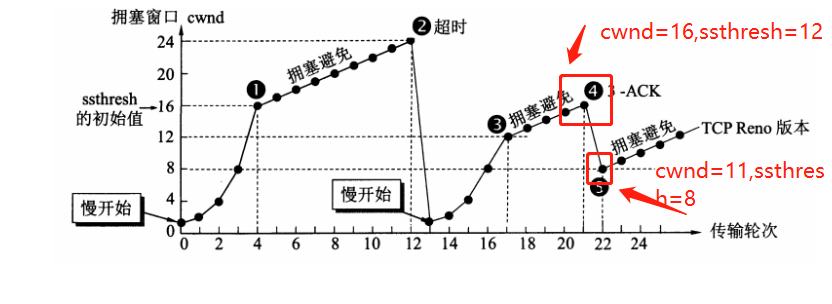 拥塞窗口 cwnd
❷超时
cwnd=16,ssthresh=12
24
20
拥塞避免
❶
❹ 3 -ACK
ssthresh
的初始值
16
拥塞避免
❸
TCP Reno 版本
12
拥塞避免
8
慢开始
慢开始
❺
cwnd=11,ssthres
h=8
4
0
0 2 4 6 8 10 12 14 16 18 20 22 24
传输轮次